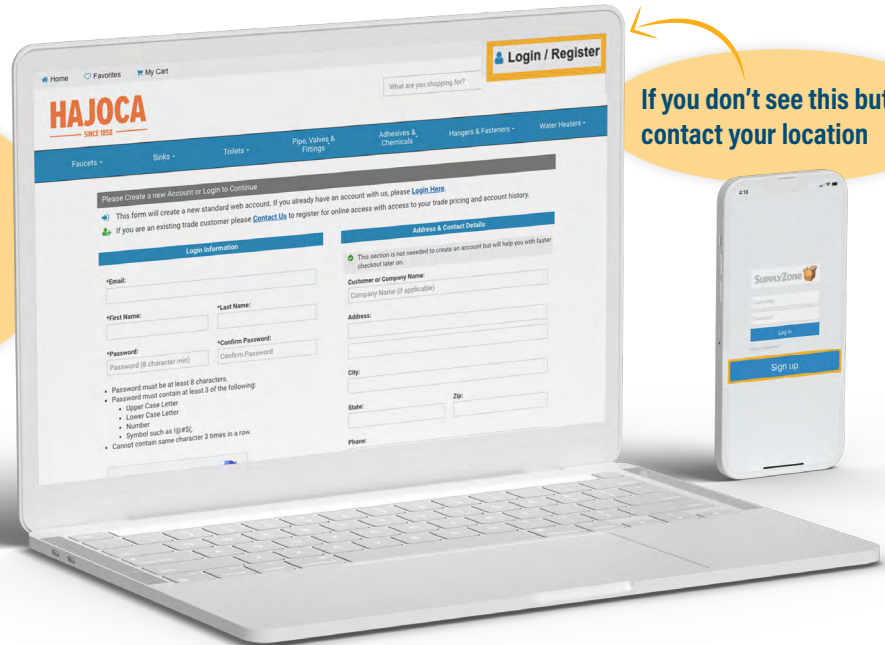 Home Favorites My Cart
What are you shopping for?
Login / Register
HAJOCA
SINCE 1858
Faucets Sinks Toilets Pipe, Valves & Fittings Adhesives & Chemicals Hangers & Fasteners Water Heaters
Please Create a new Account or Login to Continue
This form will create a new standard web account. If you already have an account with us, please Login Here.
If you are an existing trade customer please Contact Us to register for online access with access to your trade pricing and account history.
Login Information
*Email:
*First Name: *Last Name:
*Password: *Confirm Password:
Password (8 character min) Confirm Password
• Password must be at least 8 characters.
• Password must contain at least 3 of the following:
• Upper Case Letter
• Lower Case Letter
• Number
• Symbol such as !@#$(;
• Cannot contain same character 3 times in a row.
Address & Contact Details
This section is not neeeded to create an account but will help you with faster
checkout later on.
Customer or Company Name:
Company Name (if applicable)
Address:
City:
State: Zip:
Phone:
If you don't see this but
contact your location
4:18
SUPPLYZONE
Log in
Sign up